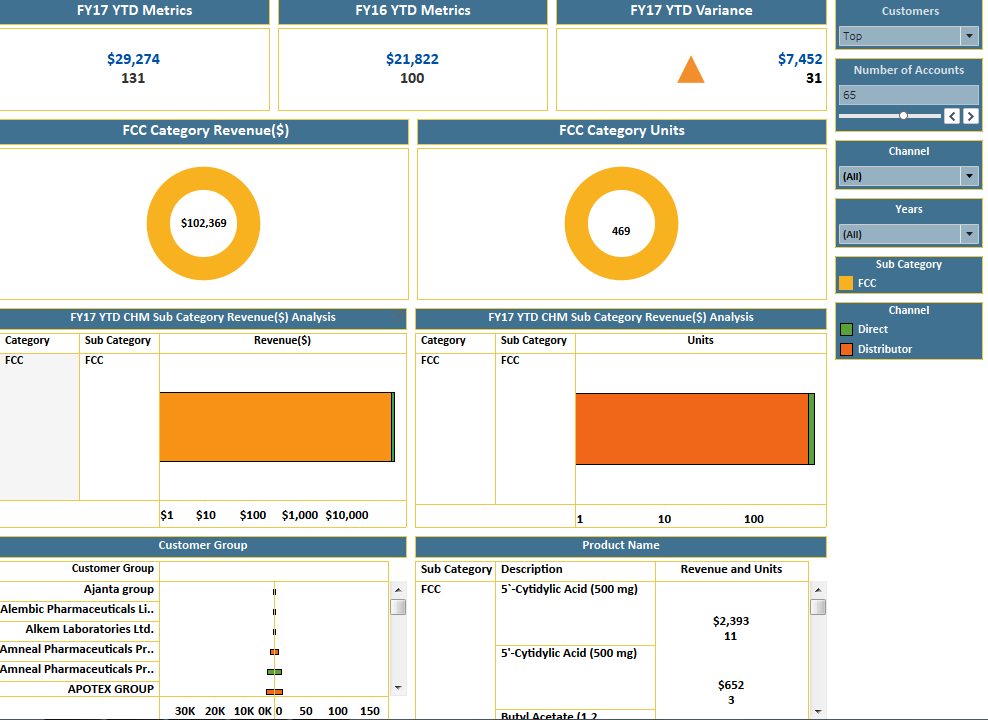 FY17 YTD Metrics
FY16 YTD Metrics
FY17 YTD Variance
$29,274
131
$21,822
100
$7,452
31
Customers
Top
Number of Accounts
65
Channel
(All)
Years
(All)
Sub Category
FCC
Channel
Direct
Distributor
FCC Category Revenue($)
FCC Category Units
$102,369
469
FY17 YTD CHM Sub Category Revenue($) Analysis
Category Sub Category Revenue($)
FCC FCC
$1 $10 $100 $1,000 $10,000
FY17 YTD CHM Sub Category Revenue($) Analysis
Category Sub Category Units
FCC FCC
1 10 100
Customer Group
Customer Group
Ajanta group
Alembic Pharmaceuticals Li..
Alkem Laboratories Ltd.
Amneal Pharmaceuticals Pr..
Amneal Pharmaceuticals Pr..
APOTEX GROUP
30K 20K 10K 0K 0 50 100 150
Product Name
Sub Category Description Revenue and Units
FCC 5`-Cytidylic Acid (500 mg)
$2,393
11
5'-Cytidylic Acid (500 mg)
$652
3
Butyl Acetate (1 2